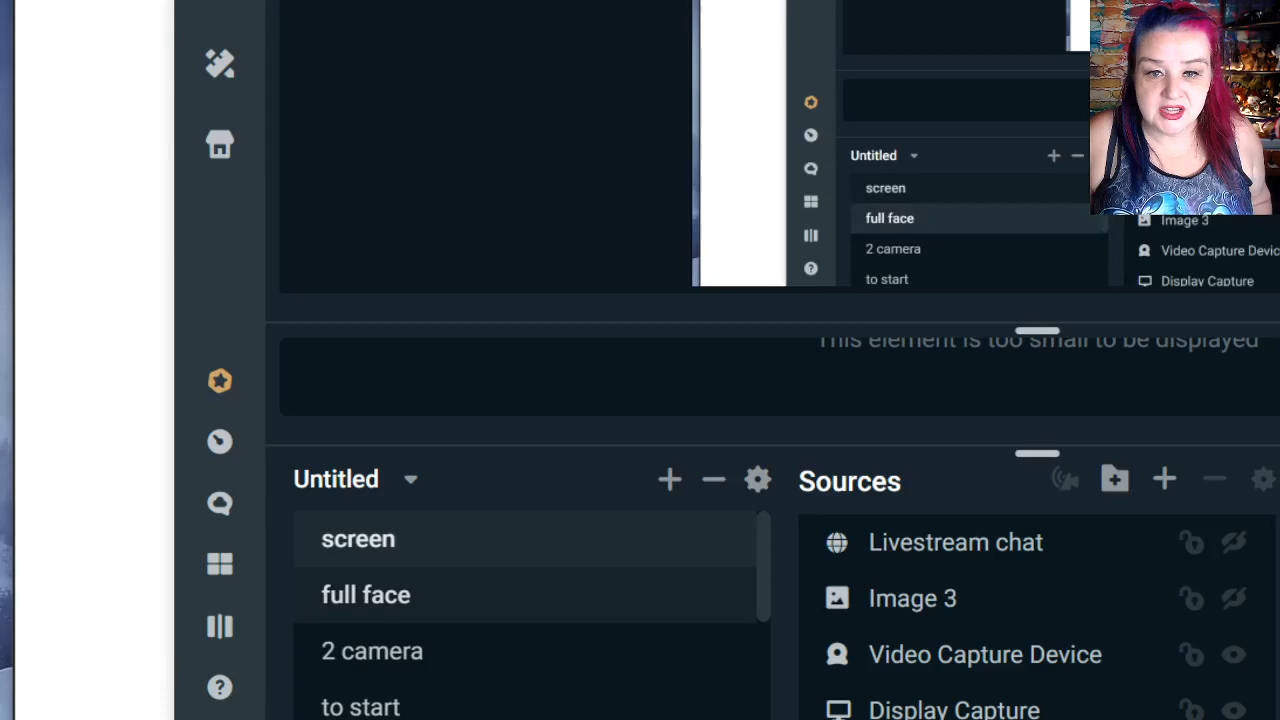 Untitled
screen
full face
2 camera
to start
Image 3
Video Capture Devic
Display Capture
This element is too small to be displayed
Untitled
Sources
screen
full face
2 camera
to start
Livestream chat
Image 3
Video Capture Device
Display Capture